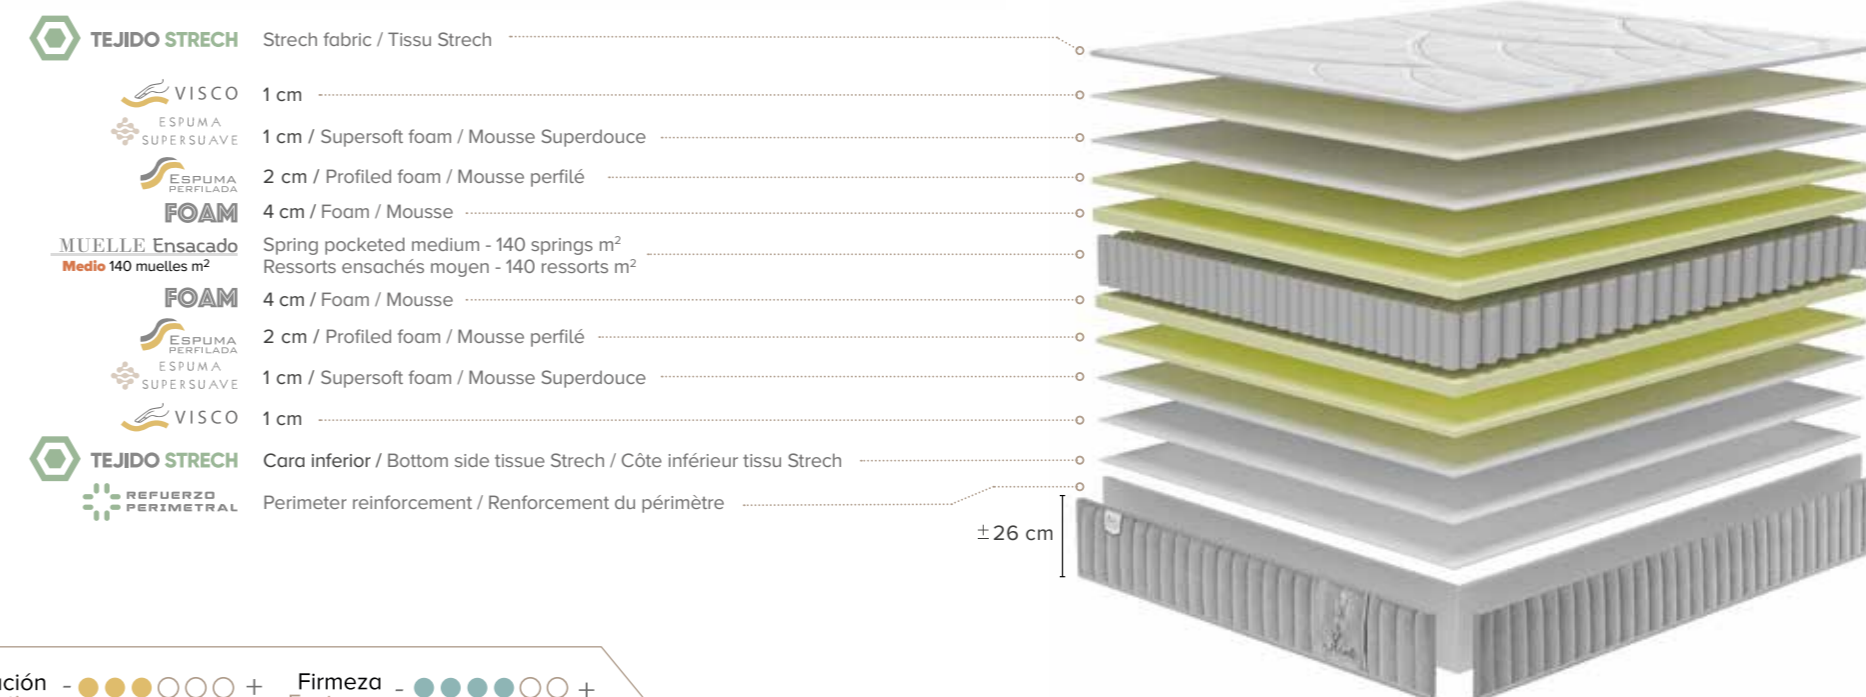 TEJIDO STRECH Strech fabric / Tissu Strech
VISCO 1 cm
ESPUMA
SUPERSUAVE 1 cm / Supersoft foam / Mousse Superdouce
ESPUMA
PERFILADA 2 cm / Profiled foam / Mousse perfilé
FOAM 4 cm / Foam / Mousse
MUELLE Ensacado Spring pocketed medium - 140 springs m²
Medio 140 muelles m² Ressorts ensachés moyen - 140 ressorts m²
FOAM 4 cm / Foam / Mousse
ESPUMA
PERFILADA 2 cm / Profiled foam / Mousse perfilé
ESPUMA
SUPERSUAVE 1 cm / Supersoft foam / Mousse Superdouce
VISCO 1 cm
TEJIDO STRECH Cara inferior / Bottom side tissue Strech / Côte inférieur tissu Strech
REFUERZO
PERIMETRAL Perimeter reinforcement / Renforcement du périmètre
±26 cm
Firmeza